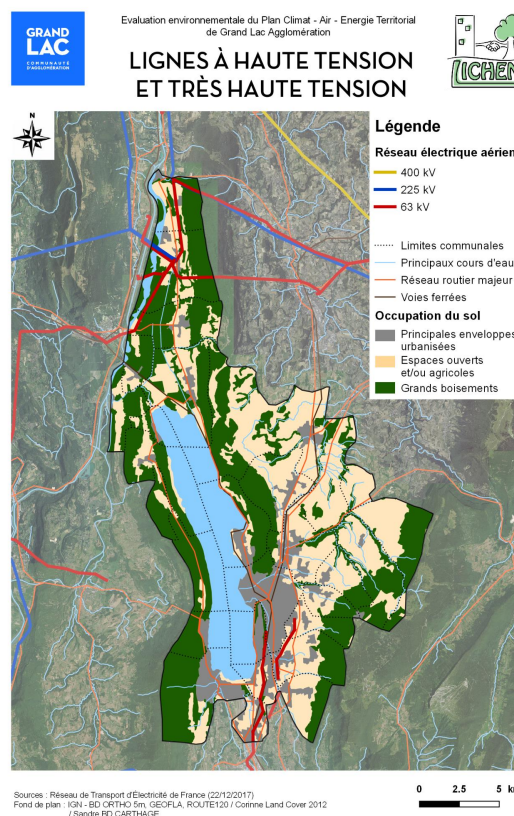 GRAND
LAC
COMMUNAUTÉ
D'AGGLOMÉRATION
Evaluation environnementale du Plan Climat - Air - Energie Territorial
de Grand Lac Agglomération
LIGNES À HAUTE TENSION
ET TRÈS HAUTE TENSION
LICHEN
N
Légende
Réseau électrique aérien
400 kV
225 kV
63 kV
Limites communales
Principaux cours d'eau
Réseau routier majeur
Voies ferrées
Occupation du sol
Principales enveloppes
urbanisées
Espaces ouverts
et/ou agricoles
Grands boisements
Sources : Réseau de Transport d'Électricité de France (22/12/2017)
Fond de plan : IGN - BD ORTHO 5m, GEOFLA, ROUTE120 / Corinne Land Cover 2012
/ Sandre BD CARTHAGE
0 2.5 5 k